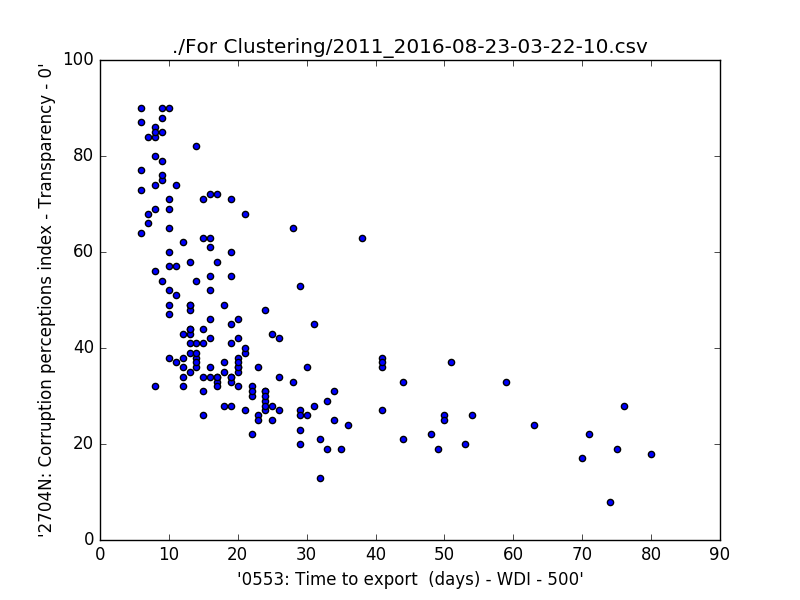 ./For Clustering/2011_2016-08-23-03-22-10.csv
'2704N: Corruption perceptions index - Transparency - 0'
100
80
60
40
20
0
0 10 20 30 40 50 60 70 80 90
'0553: Time to export  (days) - WDI - 500'